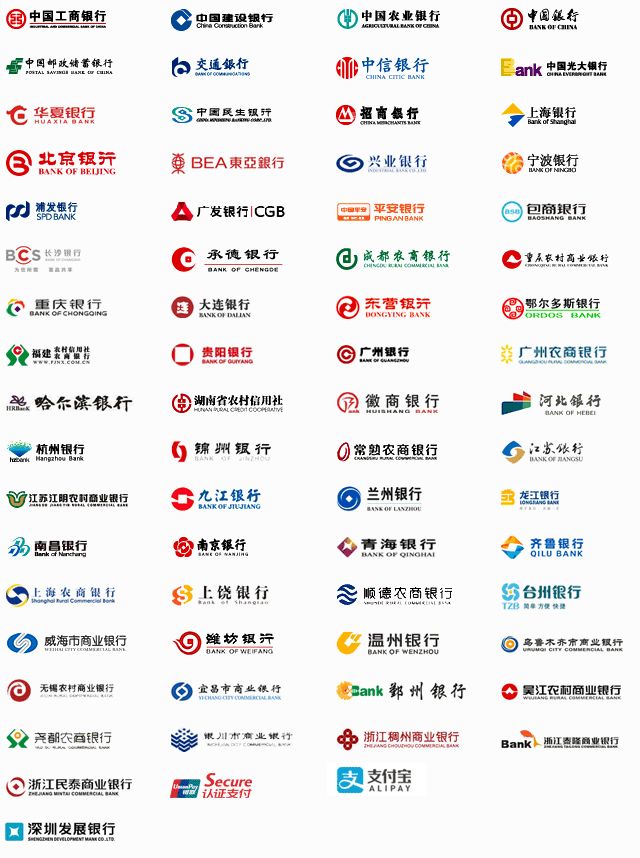 中国工商银行
INDUSTRIAL AND COMMERCIAL BANK OF CHINA
中国建设银行
China Construction Bank
中国农业银行
AGRICULTURAL BANK OF CHINA
中国银行
BANK OF CHINA
中国邮政储蓄银行
POSTAL SAVINGS BANK OF CHINA
交通银行
BANK OF COMMUNICATIONS
中信银行
CHINA CITIC BANK
Bank
中国光大银行
CHINA EVERBRIGHT BANK
华夏银行
HUAXIA BANK
中国民生银行
CHINA MINSHENG BANKING CORP., LTD.
招商银行
CHINA MERCHANTS BANK
上海银行
Bank of Shanghai
北京银行
BANK OF BEIJING
BEA東亞銀行
兴业银行
INDUSTRIAL BANK CO.,LTD.
宁波银行
BANK OF NINGBO
浦发银行
SPD BANK
广发银行|CGB
中国平安
平安银行
PINGAN BANK
BSB
包商银行
BAOSHANG BANK
BCS
长沙银行
BANK OF CHANGSHA
为您所需 富品共享
承德银行
BANK OF CHENGDE
成都农商银行
CHENGDU RURAL COMMERCIAL BANK
重庆农村商业银行
CHONGQING RURAL COMMERCIAL BANK
重庆银行
BANK OF CHONGQING
大连银行
BANK OF DALIAN
东营银行
DONGYING BANK
鄂尔多斯银行
ORDOS BANK
福建
农村信用社
农商银行
WWW.FJNX.COM.CN
贵阳银行
BANK OF GUIYANG
广州银行
BANK OF GUANGZHOU
广州农商银行
GUANGZHOU RURAL COMMERCIAL BANK
HRBanK
哈尔滨银行
湖南省农村信用社
HUNAN RURAL CREDIT COOPERATIVE
徽商银行
HUISHANG BANK
河北银行
BANK OF HEBEI
hzbank
杭州银行
Hangzhou Bank
锦州银行
BANK OF JINZHOU
常熟农商银行
CHANGSHU RURAL COMMERCIAL BANK
江苏银行
BANK OF JIANGSU
江苏江阴农村商业银行
JIANGSU JIANGYIN RURAL COMMERCIAL BANK
九江银行
BANK OF JIUJIANG
兰州银行
BANK OF LANZHOU
龙江银行
LONGJIANG BANK
南昌银行
Bank of Nanchang
南京银行
BANK OF NANJING
青海银行
BANK OF QINGHAI
齐鲁银行
QILU BANK
上海农商银行
Shanghai Rural Commercial Bank
上饶银行
Bank of Shangrao
顺德农商银行
SHUNDE RURAL COMMERCIAL BANK
台州银行
TZB 简单 方便 快捷
威海市商业银行
WEIHAI CITY COMMERCIAL BANK
潍坊银行
BANK OF WEIFANG
温州银行
BANK OF WENZHOU
乌鲁木齐市商业银行
URUMQI CITY COMMERCIAL BANK
无锡农村商业银行
WUXI RURAL COMMERCIAL BANK
宜昌市商业银行
YICHANG CITY COMMERCIAL BANK
Bank
鄞州银行
吴江农村商业银行
WUJIANG RURAL COMMERCIAL BANK
尧都农商银行
YAO DU RURAL COMMERCIAL BANK
银川市商业银行
YINCHUAN CITY COMMERCIAL BANK
浙江稠州商业银行
ZHEJIANG CHOUZHOU COMMERCIAL BANK
Bank
浙江泰隆商业银行
ZHEJIANG TAILONG COMMERCIAL BANK
浙江民泰商业银行
ZHEJIANG MINTAI COMMERCIAL BANK
UnionPay
银联
Secure
认证支付
支
支付宝
ALIPAY
深圳发展银行
SHENZHEN DEVELOPMENT BANK CO.,LTD.